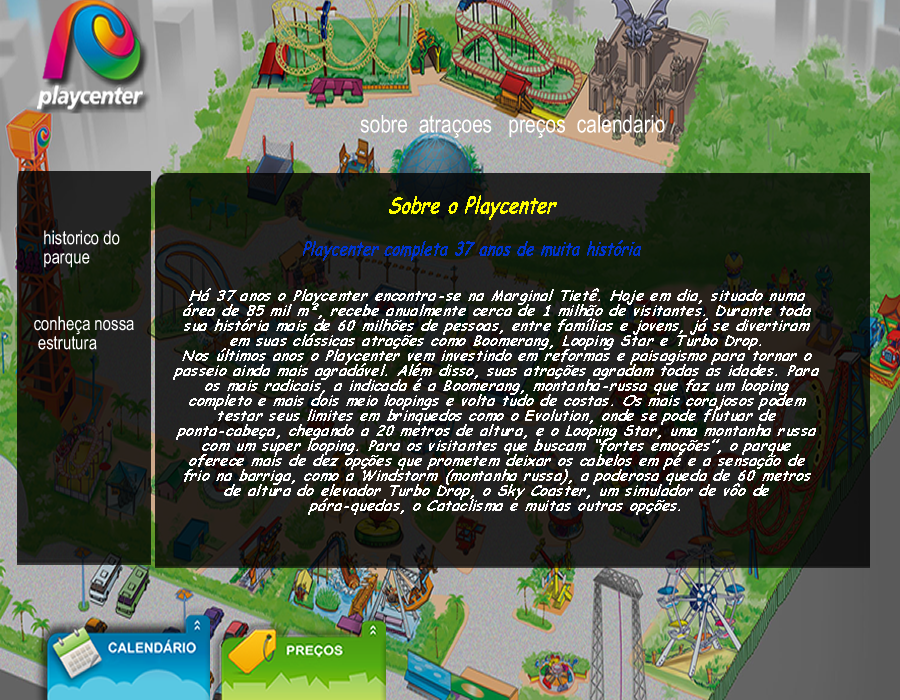 playcenter
sobre atraçoes preços calendario
historico do
parque
conheça nossa
estrutura
Sobre o Playcenter
Playcenter completa 37 anos de muita história
Há 37 anos o Playcenter encontra-se na Marginal Tietê. Hoje em dia, situado numa
área de 85 mil m², recebe anualmente cerca de 1 milhão de visitantes. Durante toda
sua história mais de 60 milhões de pessoas, entre famílias e jovens, já se divertiram
em suas clássicas atrações como Boomerang, Looping Star e Turbo Drop.
Nos últimos anos o Playcenter vem investindo em reformas e paisagismo para tornar o
passeio ainda mais agradável. Além disso, suas atrações agradam todas as idades. Para
os mais radicais, a indicada é a Boomerang, montanha-russa que faz um looping
completo e mais dois meio loopings e volta tudo de costas. Os mais corajosos podem
testar seus limites em brinquedos como o Evolution, onde se pode flutuar de
ponta-cabeça, chegando a 20 metros de altura, e o Looping Star, uma montanha russa
com um super looping. Para os visitantes que buscam "fortes emoções", o parque
oferece mais de dez opções que prometem deixar os cabelos em pé e a sensação de
frio na barriga, como a Windstorm (montanha russa), a poderosa queda de 60 metros
de altura do elevador Turbo Drop, o Sky Coaster, um simulador de vôo de
pára-quedas, o Cataclisma e muitas outras opções.
CALENDÁRIO
PREÇOS